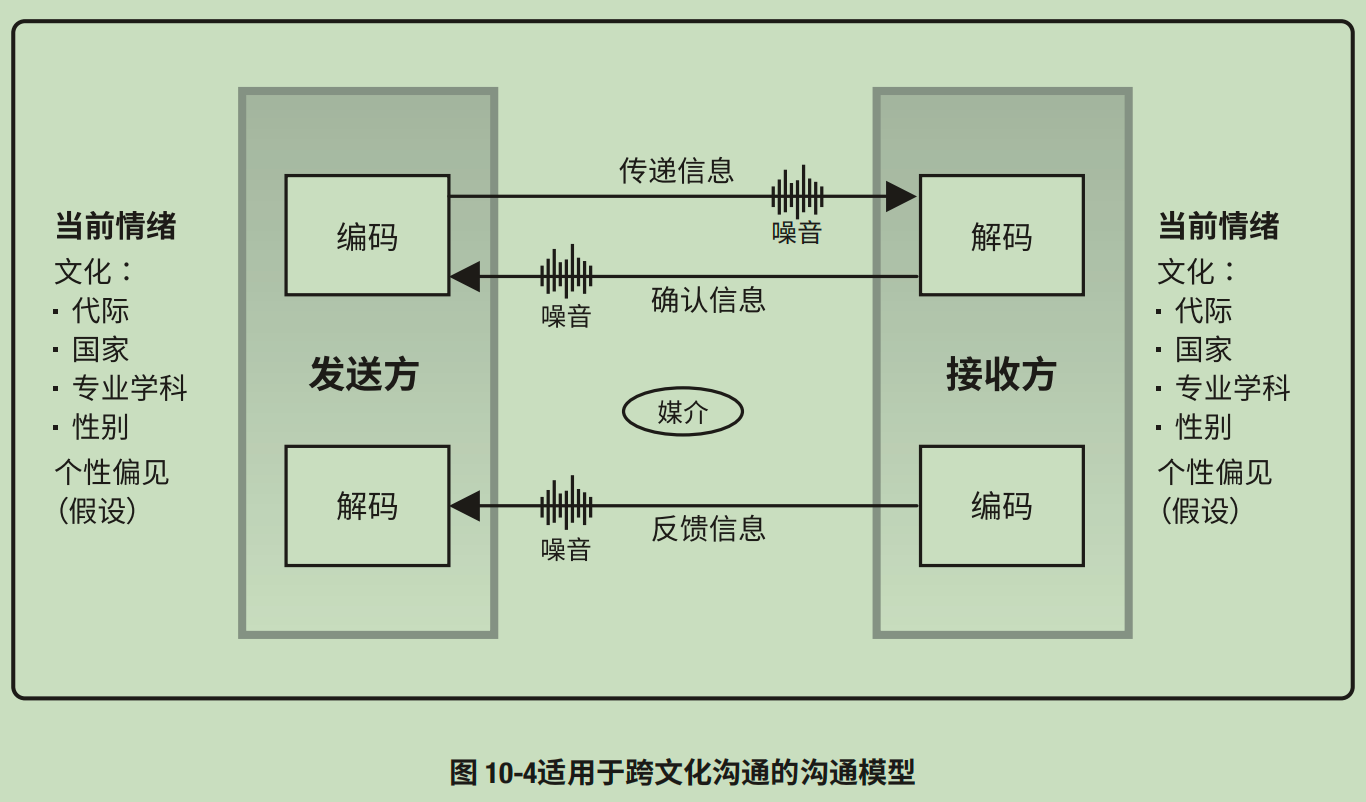 当前情绪
文化：
· 代际
· 国家
· 专业学科
· 性别
个性偏见
（假设）
编码
发送方
解码
传递信息
噪音
噪音
确认信息
媒介
噪音
反馈信息
解码
接收方
编码
当前情绪
文化：
· 代际
· 国家
· 专业学科
· 性别
个性偏见
（假设）
图 10-4适用于跨文化沟通的沟通模型